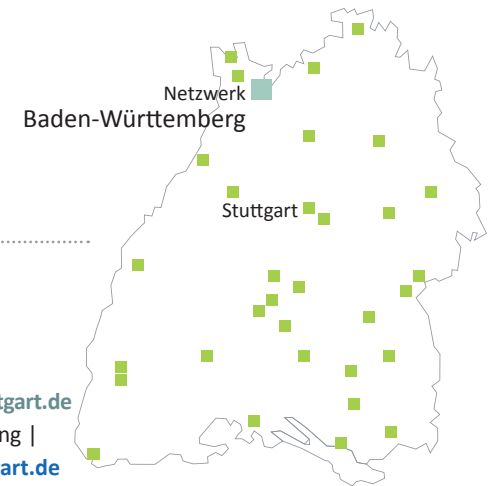 Netzwerk
Baden-Württemberg
Stuttgart
tgart.de
ng |
art.de